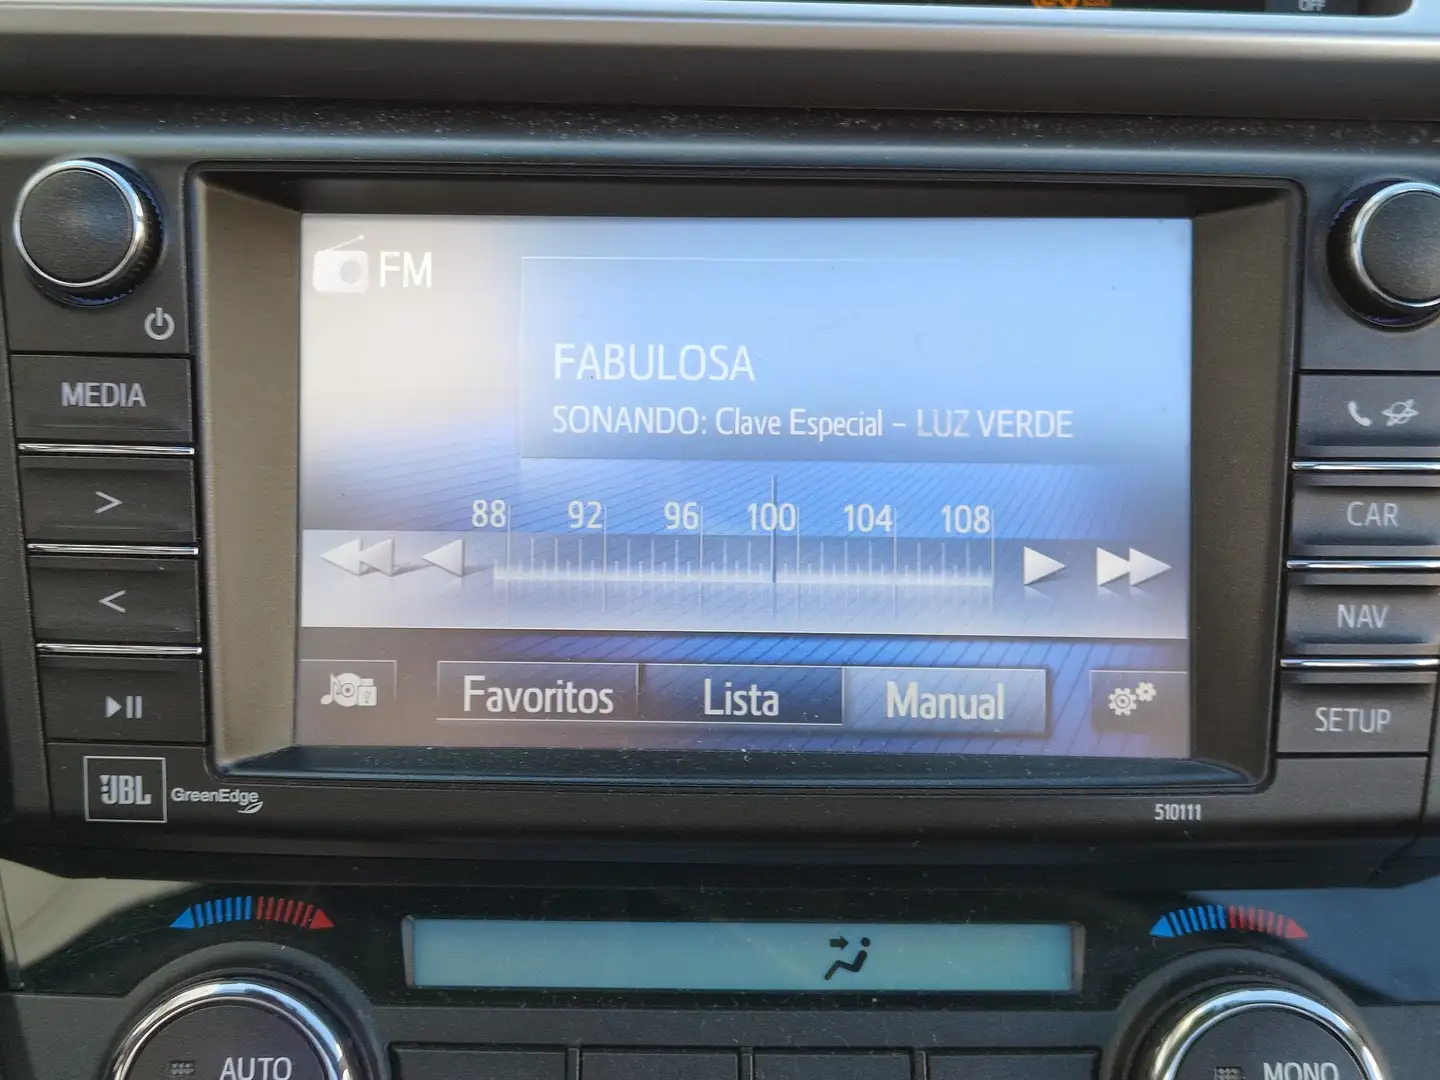 OFF
FM
MEDIA
FABULOSA
SONANDO: Clave Especial - LUZ VERDE
CAR
88 92 96 100 104 108
>
<
NAV
Favoritos Lista Manual
SETUP
JBL GreenEdge
510111
AUTO
MONO